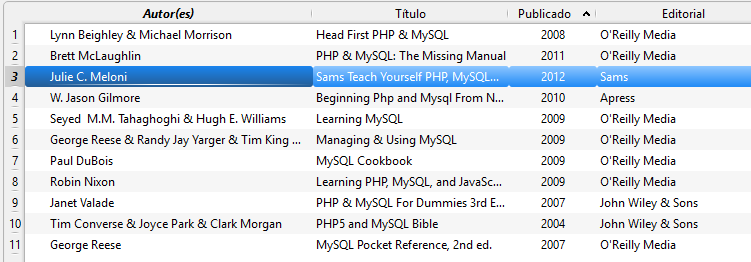 Autor(es) Título Publicado Editorial
1 Lynn Beighley & Michael Morrison Head First PHP & MySQL 2008 O'Reilly Media
2 Brett McLaughlin PHP & MySQL: The Missing Manual 2011 O'Reilly Media
3 Julie C. Meloni Sams Teach Yourself PHP, MySQL... 2012 Sams
4 W. Jason Gilmore Beginning Php and Mysql From N... 2010 Apress
5 Seyed M.M. Tahaghoghi & Hugh E. Williams Learning MySQL 2009 O'Reilly Media
6 George Reese & Randy Jay Yarger & Tim King ... Managing & Using MySQL 2009 O'Reilly Media
7 Paul DuBois MySQL Cookbook 2009 O'Reilly Media
8 Robin Nixon Learning PHP, MySQL, and JavaSc... 2009 O'Reilly Media
9 Janet Valade PHP & MySQL For Dummies 3rd E... 2007 John Wiley & Sons
10 Tim Converse & Joyce Park & Clark Morgan PHP5 and MySQL Bible 2004 John Wiley & Sons
11 George Reese MySQL Pocket Reference, 2nd ed. 2007 O'Reilly Media